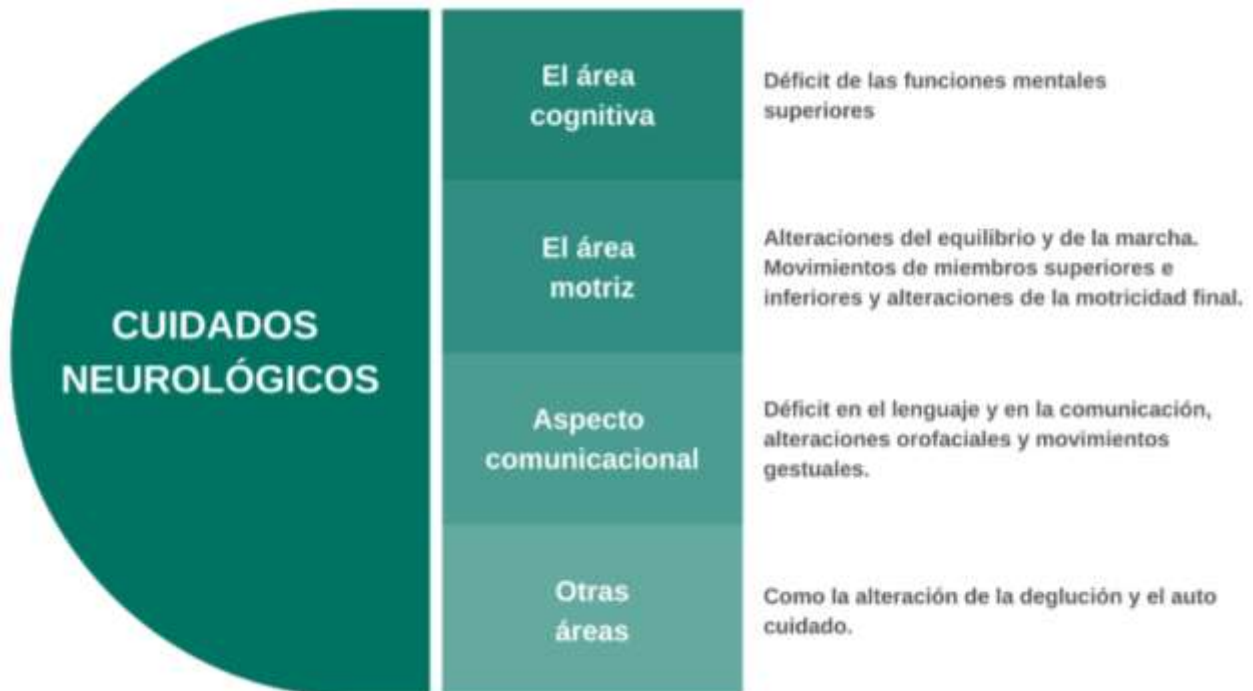 CUIDADOS
NEUROLÓGICOS
El área
cognitiva
Déficit de las funciones mentales
superiores
El área
motriz
Alteraciones del equilibrio y de la marcha.
Movimientos de miembros superiores e
inferiores y alteraciones de la motricidad final.
Aspecto
comunicacional
Déficit en el lenguaje y en la comunicación,
alteraciones orofaciales y movimientos
gestuales.
Otras
áreas
Como la alteración de la deglución y el auto
cuidado.